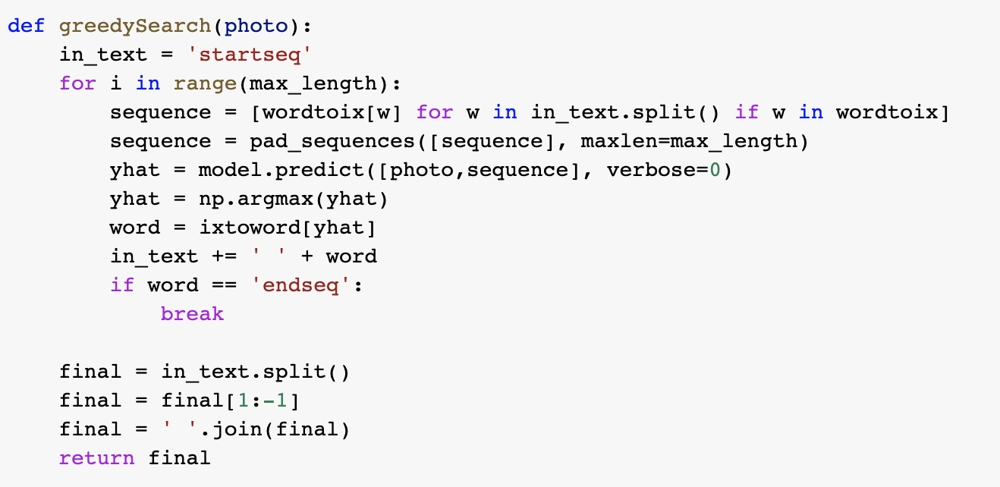 def greedySearch(photo):
    in_text = 'startseq'
    for i in range(max_length):
        sequence = [wordtoix[w] for w in in_text.split() if w in wordtoix]
        sequence = pad_sequences([sequence], maxlen=max_length)
        yhat = model.predict([photo,sequence], verbose=0)
        yhat = np.argmax(yhat)
        word = ixtoword[yhat]
        in_text += ' ' + word
        if word == 'endseq':
            break

    final = in_text.split()
    final = final[1:-1]
    final = ' '.join(final)
    return final